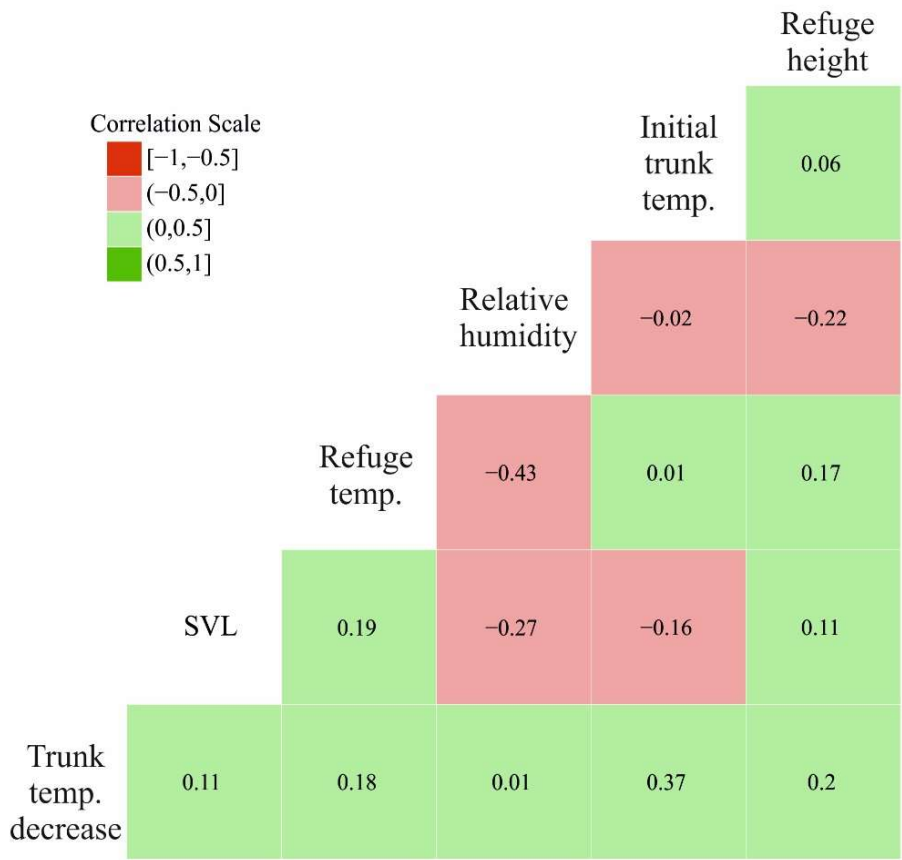 Refuge
height
Correlation Scale
[−1,−0.5]
(−0.5,0]
(0,0.5]
(0.5,1]
Initial
trunk
temp.
0.06
Relative
humidity
−0.02
−0.22
Refuge
temp.
−0.43
0.01
0.17
SVL
0.19
−0.27
−0.16
0.11
Trunk
temp.
decrease
0.11
0.18
0.01
0.37
0.2